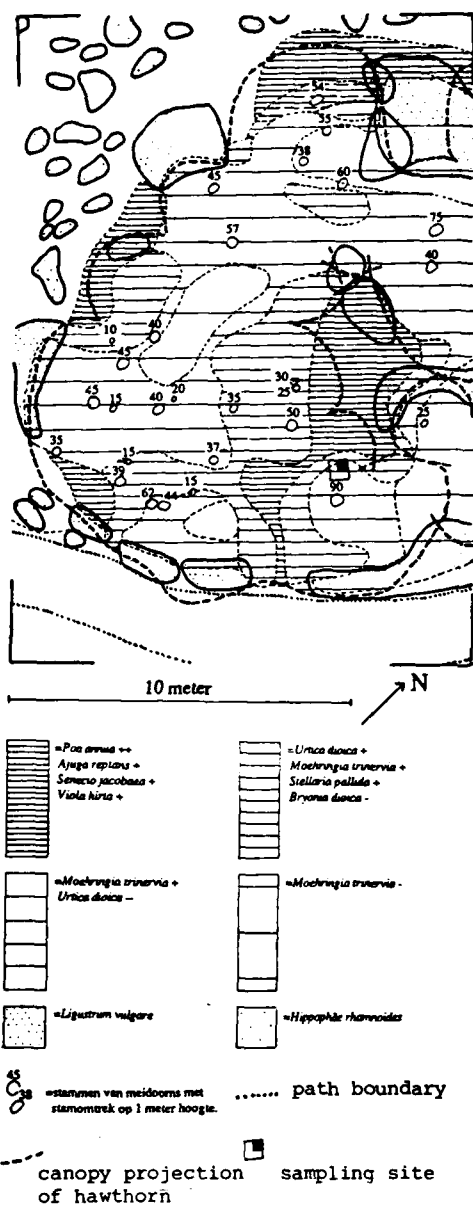 54
35
38
45
60
75
57
40
10
40
45
30
20
25
45
15
40
35
50
25
35
15
37
39
15
62
44
90
10 meter
N
=Poa annua ++
Ajuga reptans +
Senecio jacobaea +
Viola hirta +
=Urtica dioica +
Moehringia trinervia +
Stellaria pallida +
Bryonia dioica -
=Moehringia trinervia +
Urtica dioica --
=Moehringia trinervia -
=Ligustrum vulgare
=Hippophäe rhamnoides
45
38
=stammen van meidoorns met
stamomtrek op 1 meter hoogte.
path boundary
canopy projection
of hawthorn
sampling site